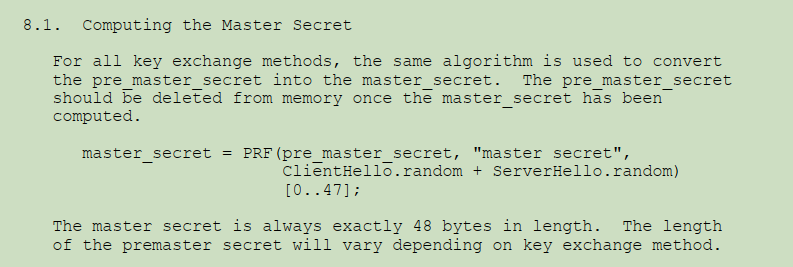 8.1.  Computing the Master Secret
For all key exchange methods, the same algorithm is used to convert
the pre_master_secret into the master_secret.  The pre_master_secret
should be deleted from memory once the master_secret has been
computed.
master_secret = PRF(pre_master_secret, "master secret",
ClientHello.random + ServerHello.random)
[0..47];
The master secret is always exactly 48 bytes in length.  The length
of the premaster secret will vary depending on key exchange method.